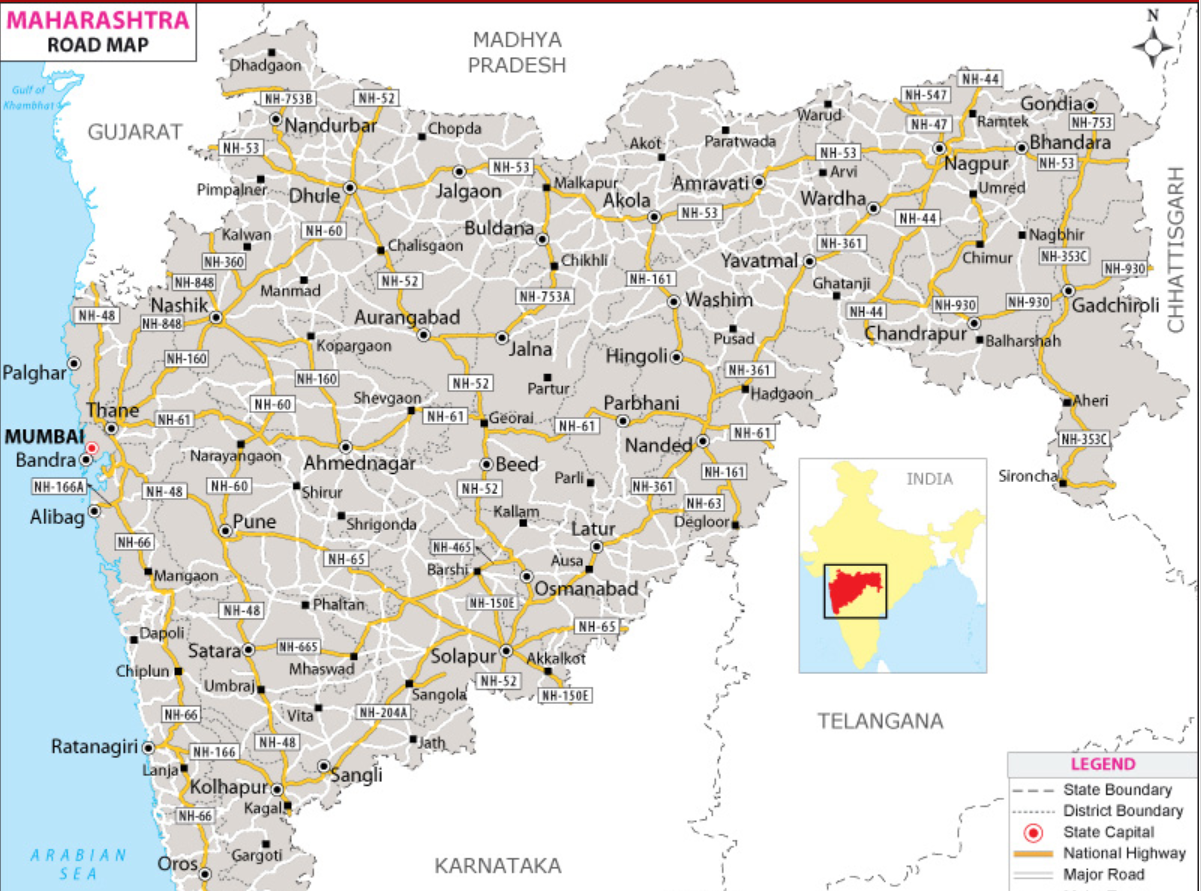 MAHARASHTRA
ROAD MAP
N
MADHYA
PRADESH
Dhadgaon
Gulf of
Khambhat
GUJARAT
NH-753B
NH-52
NH-547
NH-44
Gondia
Nandurbar
Chopda
Warud
NH-47
Ramtek
NH-753
NH-53
Akot
Paratwada
Bhandara
NH-53
NH-53
Nagpur
NH-53
Pimpalner
Dhule
Jalgaon
Malkapur
Amravati
Arvi
Umred
Akola
NH-53
Wardha
NH-44
CHHATTISGARH
NH-60
Buldana
Kalwan
Chalisgaon
NH-361
Nagbhir
NH-360
Chikhli
Yavatmal
Chimur
NH-353C
NH-848
Manmad
NH-52
NH-161
Ghatanji
NH-930
NH-753A
Washim
NH-930
NH-930
Nashik
Gadchiroli
NH-48
NH-848
Aurangabad
NH-44
Chandrapur
Kopargaon
Jalna
Pusad
Balharshah
NH-160
Hingoli
Palghar
NH-160
NH-52
Partur
NH-361
Hadgaon
Shevgaon
Thane
NH-60
Parbhani
Aheri
NH-61
NH-61
Georai
NH-61
MUMBAI
Nanded
NH-61
NH-353C
Bandra
Narayangaon
Ahmednagar
Beed
NH-161
INDIA
Sironcha
NH-166A
NH-48
NH-60
Shirur
NH-52
Parli
NH-361
NH-63
Alibag
Pune
Shrigonda
Kallam
Degloor
Latur
NH-66
NH-65
NH-465
Ausa
Mangaon
Barshi
Osmanabad
Phaltan
NH-150E
NH-48
NH-65
Dapoli
Satara
NH-665
Solapur
Akkalkot
Chiplun
Mhaswad
NH-52
Umbraj
Sangola
NH-150E
NH-66
Vita
NH-204A
TELANGANA
Ratanagiri
NH-166
NH-48
Jath
Lanja
Sangli
LEGEND
Kolhapur
State Boundary
Kagal
District Boundary
NH-66
State Capital
ARABIAN
SEA
Gargoti
National Highway
Oros
KARNATAKA
Major Road